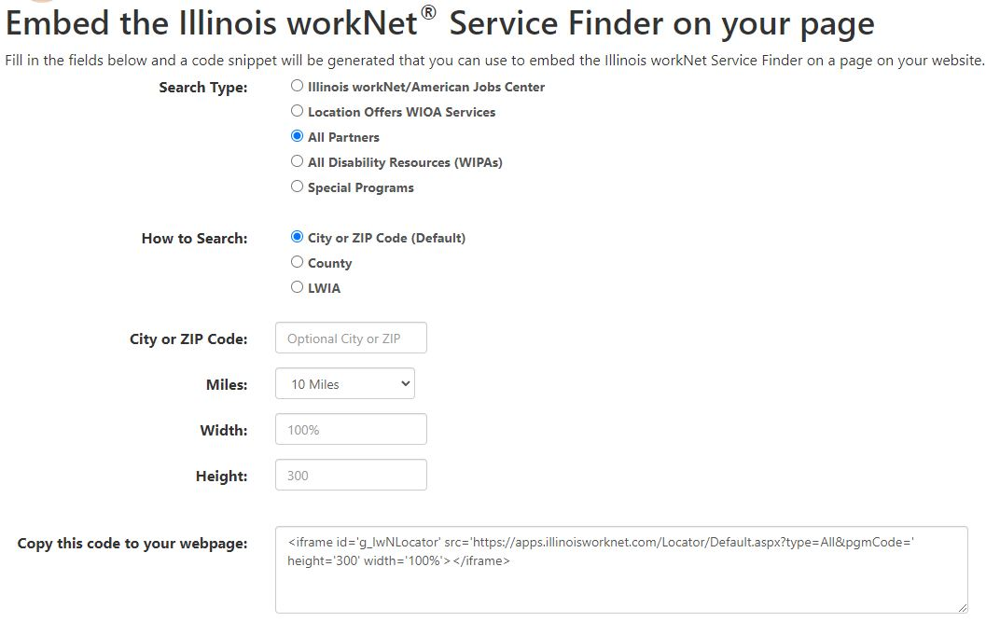 Embed the Illinois workNet® Service Finder on your page
Fill in the fields below and a code snippet will be generated that you can use to embed the Illinois workNet Service Finder on a page on your website.
Search Type:
Illinois workNet/American Jobs Center
Location Offers WIOA Services
All Partners
All Disability Resources (WIPAs)
Special Programs
How to Search:
City or ZIP Code (Default)
County
LWIA
City or ZIP Code: Optional City or ZIP
Miles: 10 Miles
Width: 100%
Height: 300
Copy this code to your webpage:
<iframe id='g_IwNLocator' src='https://apps.illinoisworknet.com/Locator/Default.aspx?type=All&pgmCode='
height='300' width='100%'></iframe>